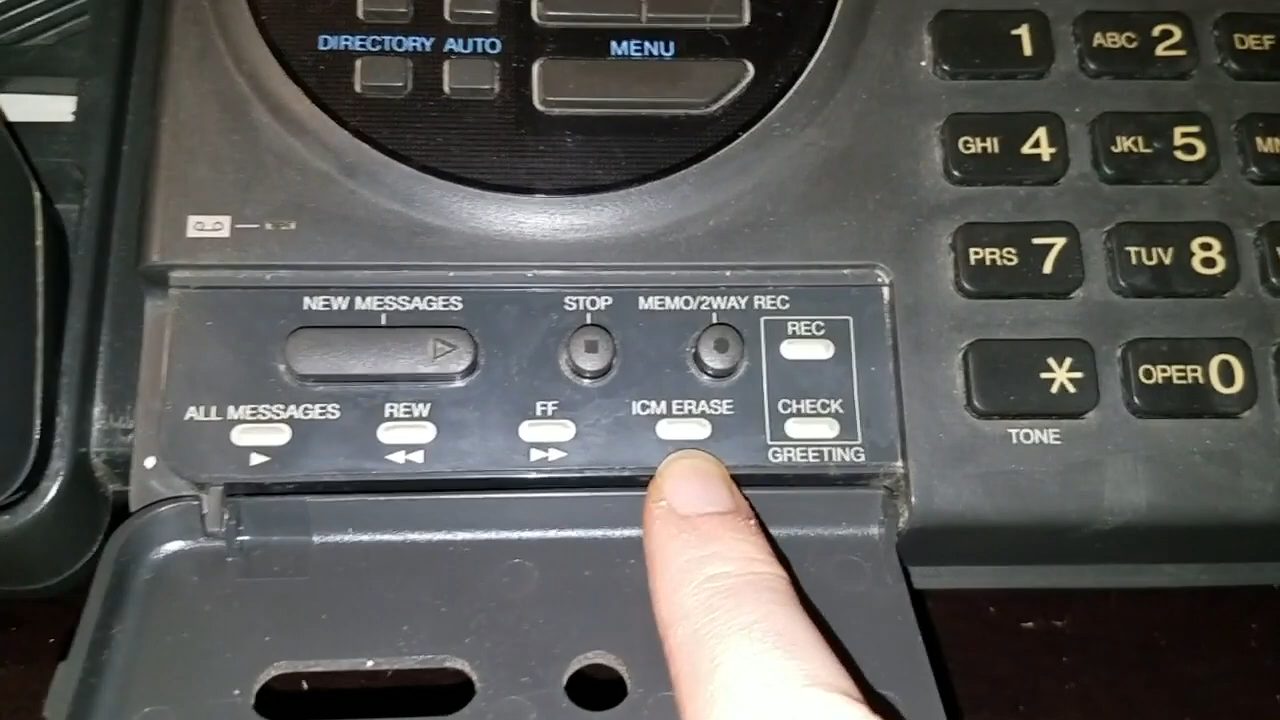 DIRECTORY AUTO
MENU
1
ABC 2
DEF
GHI 4
JKL 5
PRS 7
TUV 8
NEW MESSAGES
STOP
MEMO/2WAY REC
REC
ALL MESSAGES
REW
FF
ICM ERASE
CHECK
GREETING
*
OPER 0
TONE